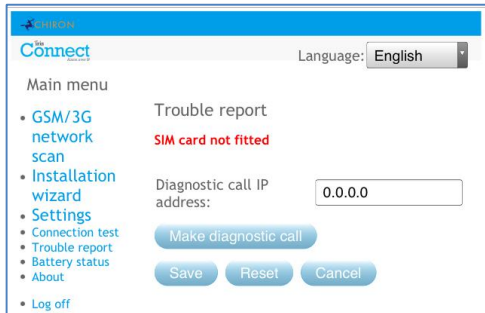 CHIRON
Connect
Language: English
Main menu
GSM/3G
network
scan
Installation
wizard
Settings
Connection test
Trouble report
Battery status
About
Log off
Trouble report
SIM card not fitted
Diagnostic call IP
address:
0.0.0.0
Make diagnostic call
Save Reset Cancel